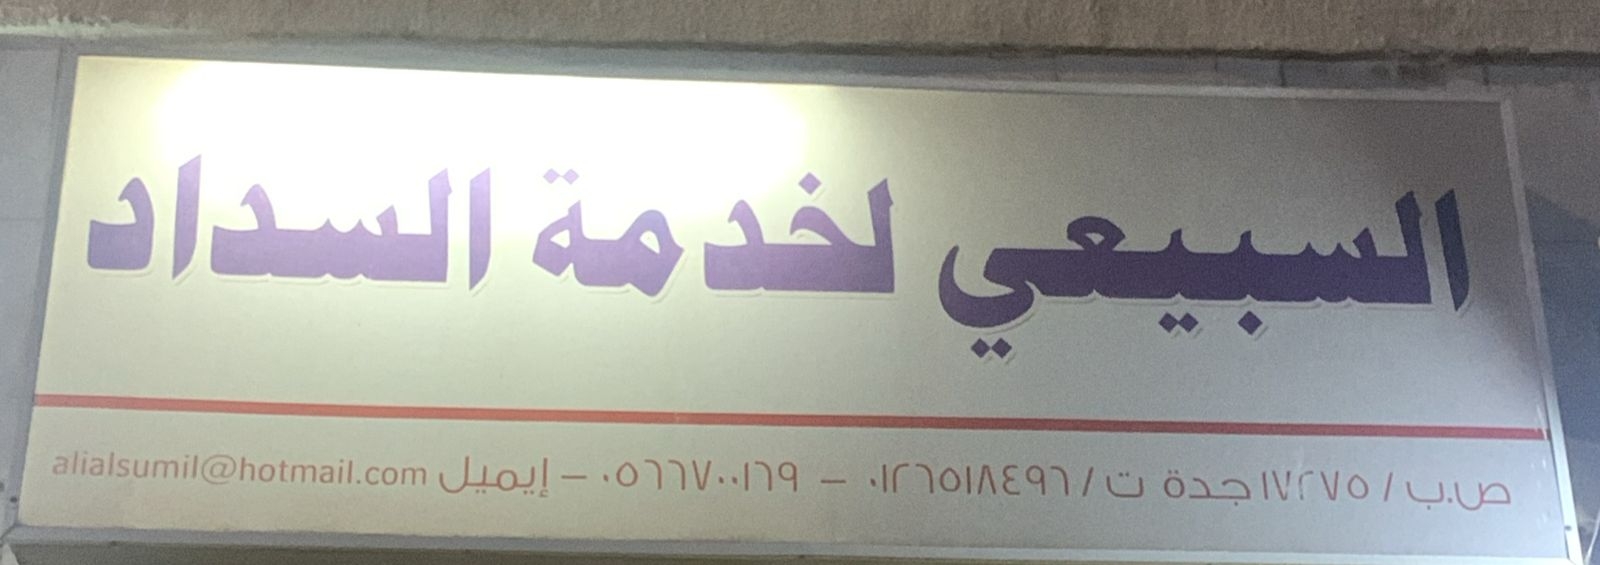 السبيعي لخدمة السداد
ص.ب / ١٧٢٧٥ جدة ت / ٠١٢٦٥١٨٤٩٦ – ٠٥٦٦٧٠٠١٦٩ – إيميل alialsumil@hotmail.com